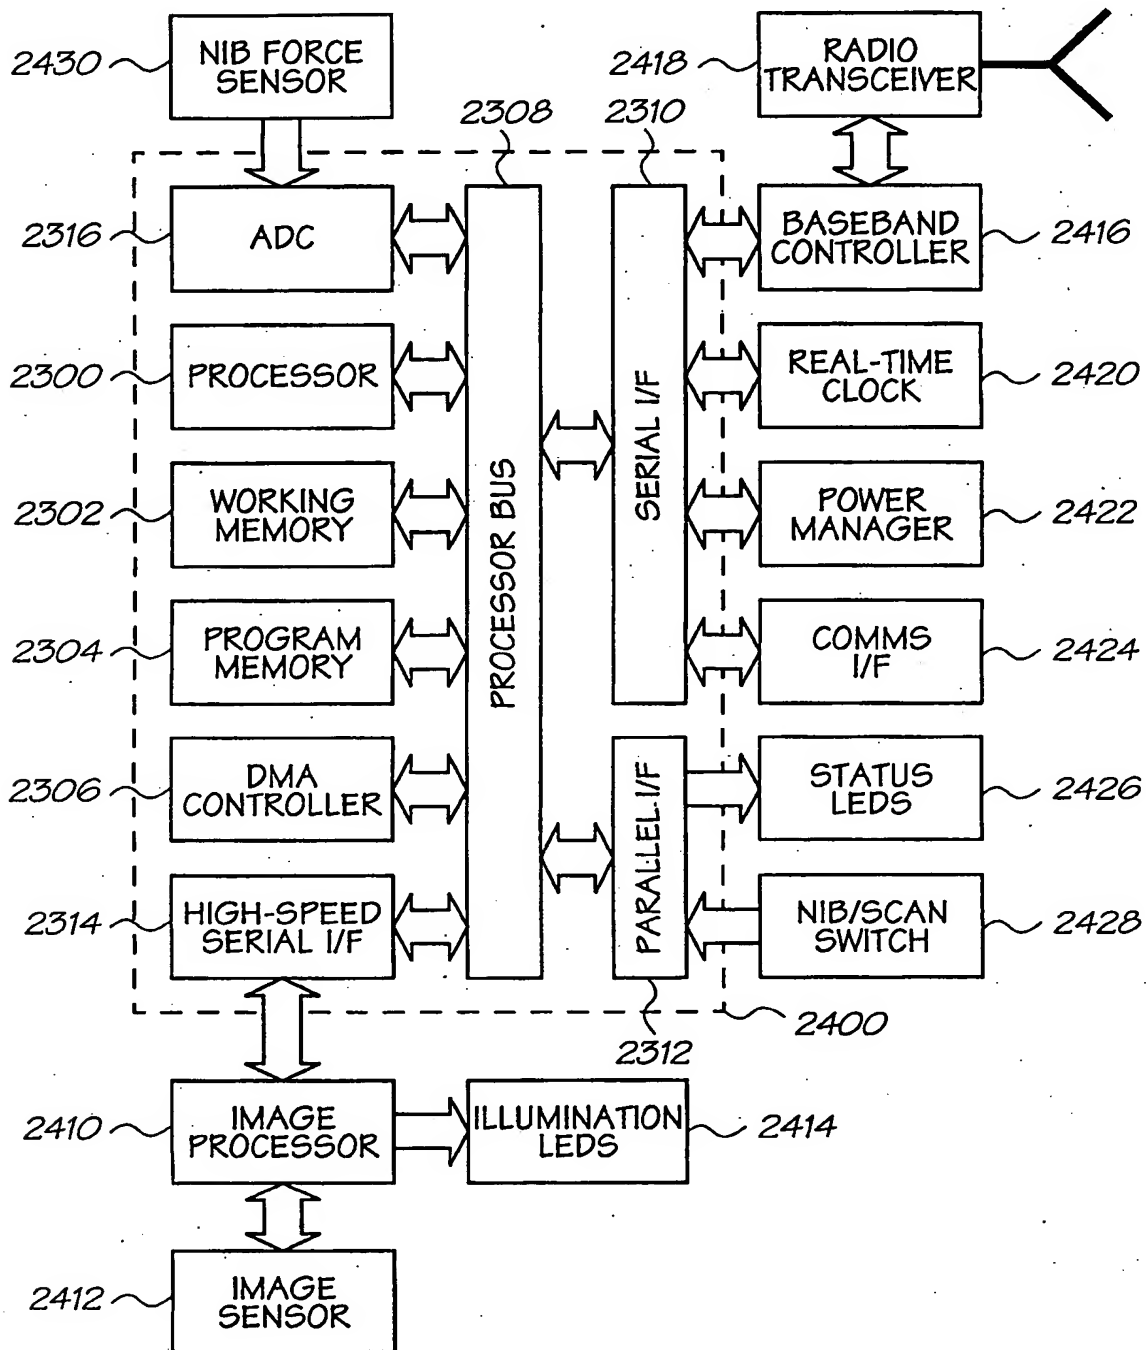 2430
NIB FORCE
SENSOR
2418
RADIO
TRANSCEIVER
2308
2310
2316
ADC
BASEBAND
CONTROLLER
2416
2300
PROCESSOR
REAL-TIME
CLOCK
2420
PROCESSOR BUS
SERIAL I/F
2302
WORKING
MEMORY
POWER
MANAGER
2422
2304
PROGRAM
MEMORY
COMMS
I/F
2424
2306
DMA
CONTROLLER
PARALLEL I/F
STATUS
LEDS
2426
2314
HIGH-SPEED
SERIAL I/F
NIB/SCAN
SWITCH
2428
2400
2312
2410
IMAGE
PROCESSOR
ILLUMINATION
LEDS
2414
2412
IMAGE
SENSOR